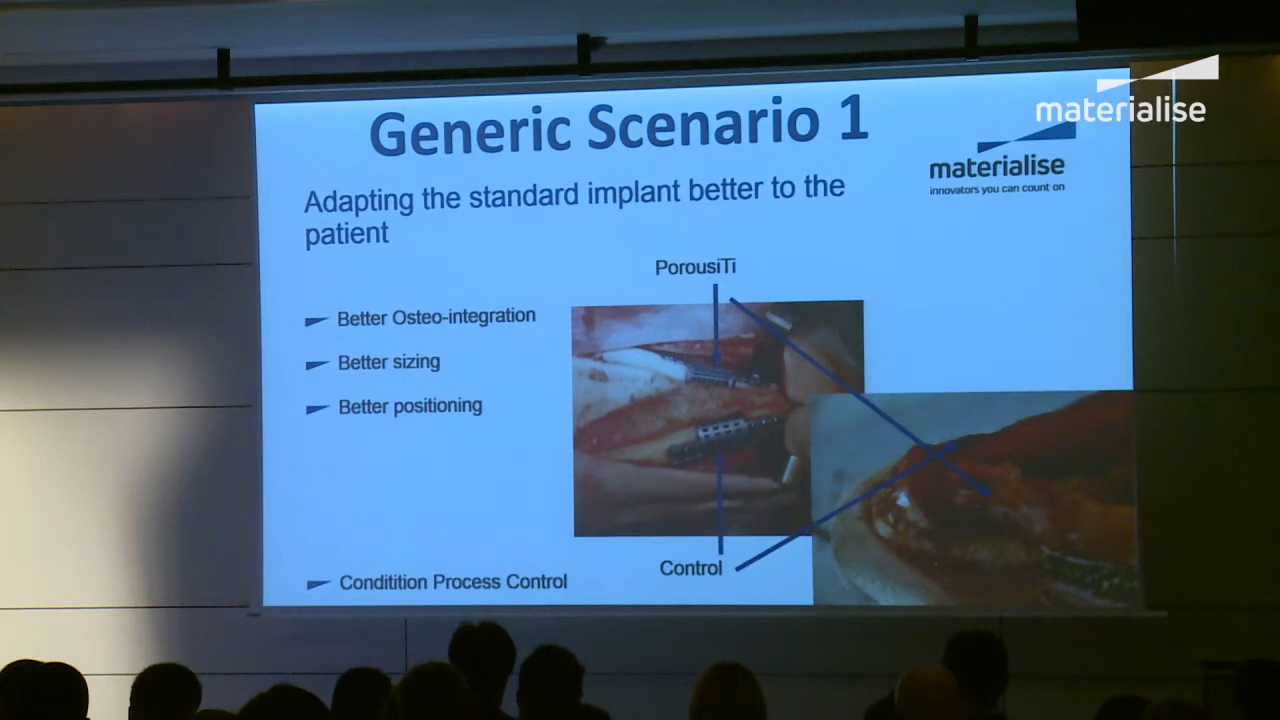 materialise
Generic Scenario 1
materialise
innovators you can count on
Adapting the standard implant better to the
patient
PorousiTi
Better Osteo-integration
Better sizing
Better positioning
Control
Conditition Process Control